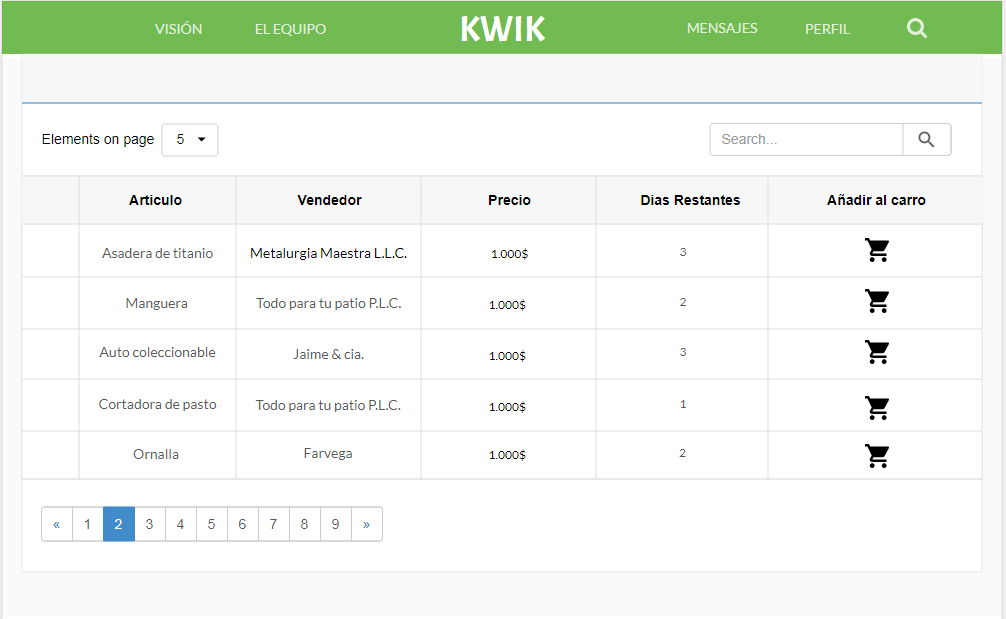 VISIÓN EL EQUIPO KWIK MENSAJES PERFIL
Elements on page 5 Search...
Articulo Vendedor Precio Dias Restantes Añadir al carro
Asadera de titanio Metalurgia Maestra L.L.C. 1.000$ 3
Manguera Todo para tu patio P.L.C. 1.000$ 2
Auto coleccionable Jaime & cia. 1.000$ 3
Cortadora de pasto Todo para tu patio P.L.C. 1.000$ 1
Ornalla Farvega 1.000$ 2
« 1 2 3 4 5 6 7 8 9 »